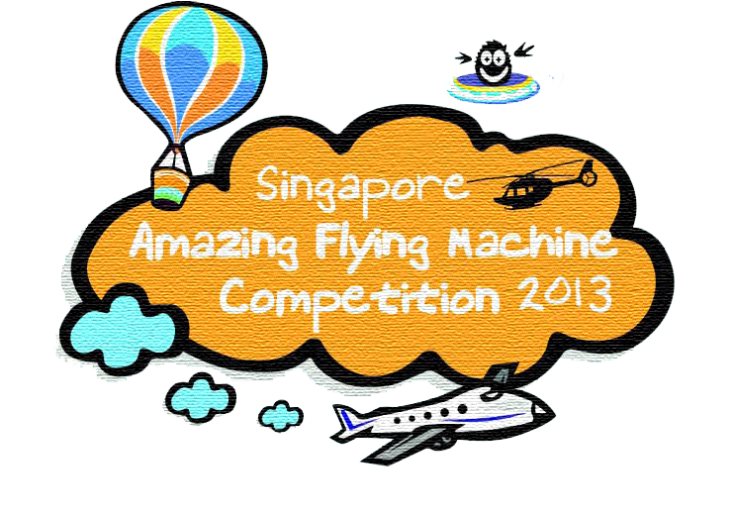 Singapore
Amazing Flying Machine
Competition 2013